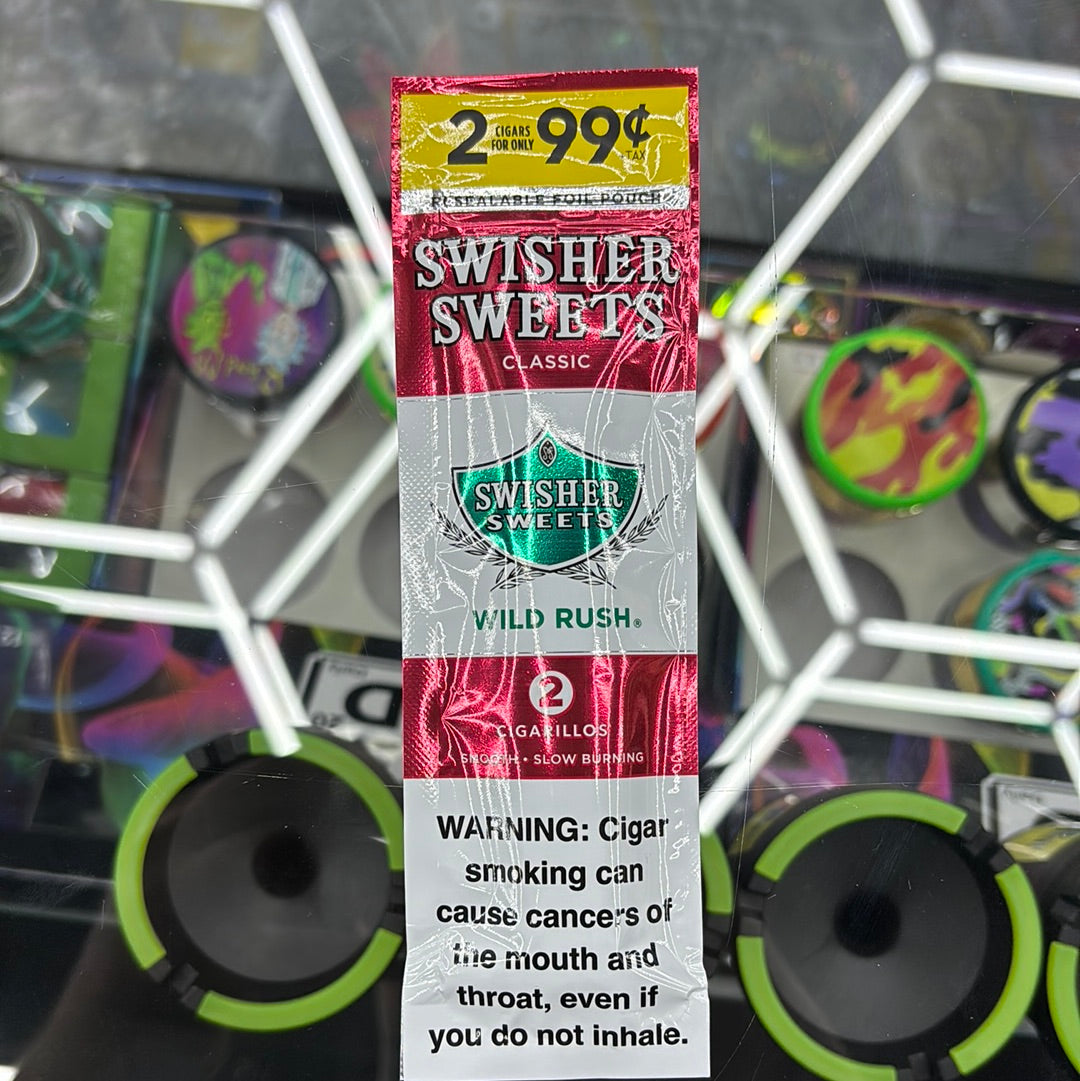 2 CIGARS FOR ONLY 99¢
TAX
RESEALABLE FOIL POUCH
SWISHER
SWEETS
CLASSIC
SWISHER
SWEETS
WILD RUSH®
2
CIGARILLOS
SMOOTH • SLOW BURNING
WARNING: Cigar
smoking can
cause cancers of
the mouth and
throat, even if
you do not inhale.